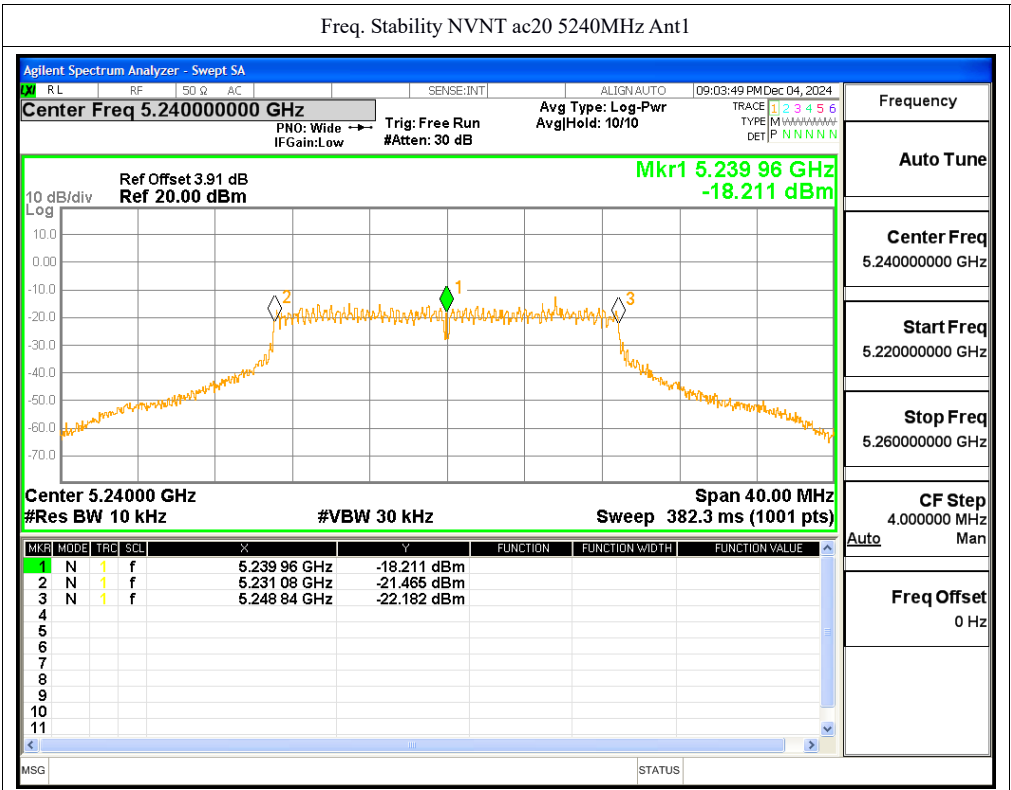 Freq. Stability NVNT ac20 5240MHz Ant1
Agilent Spectrum Analyzer - Swept SA
LXI RL RF 50 Ω AC SENSE:INT ALIGN AUTO 09:03:49 PM Dec 04, 2024
Center Freq 5.240000000 GHz
PNO: Wide
IFGain:Low
Trig: Free Run
#Atten: 30 dB
Avg Type: Log-Pwr
Avg|Hold: 10/10
TRACE 1 2 3 4 5 6
TYPE M WWWWW
DET P N N N N N
Mkr1 5.239 96 GHz
-18.211 dBm
Ref Offset 3.91 dB
10 dB/div Ref 20.00 dBm
Log
10.0
0.00
-10.0
-20.0
-30.0
-40.0
-50.0
-60.0
-70.0
2
1
3
Center 5.24000 GHz Span 40.00 MHz
#Res BW 10 kHz #VBW 30 kHz Sweep 382.3 ms (1001 pts)
MKR MODE TRC SCL X Y FUNCTION FUNCTION WIDTH FUNCTION VALUE
1 N 1 f 5.239 96 GHz -18.211 dBm
2 N 1 f 5.231 08 GHz -21.465 dBm
3 N 1 f 5.248 84 GHz -22.182 dBm
4
5
6
7
8
9
10
11
MSG STATUS
Frequency
Auto Tune
Center Freq
5.240000000 GHz
Start Freq
5.220000000 GHz
Stop Freq
5.260000000 GHz
CF Step
4.000000 MHz
Auto Man
Freq Offset
0 Hz